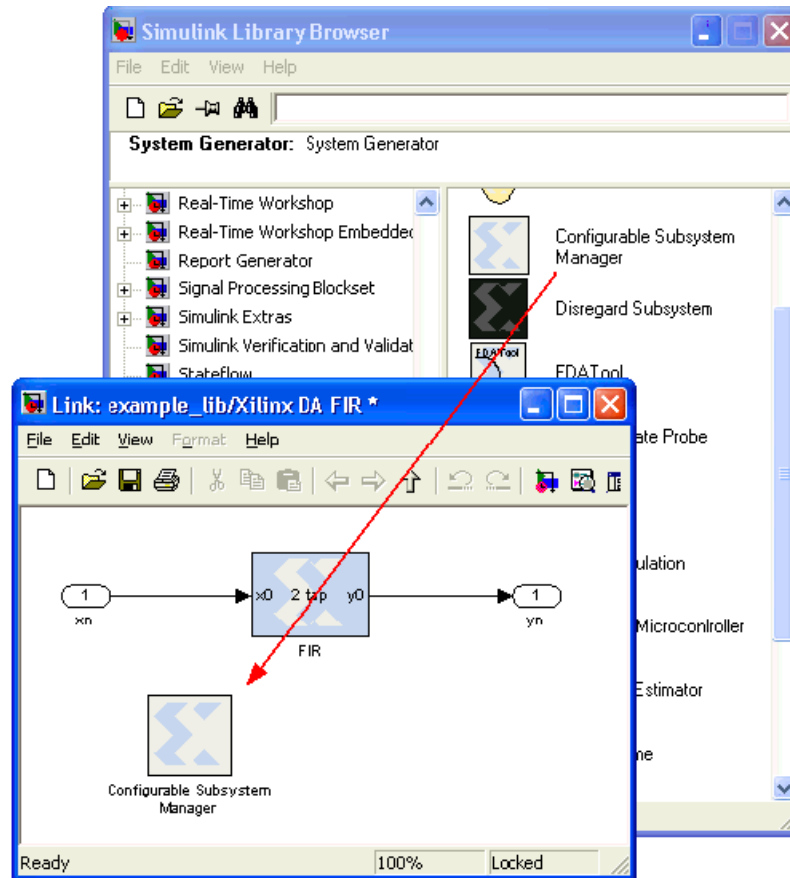 Simulink Library Browser
File Edit View Help
System Generator: System Generator
Real-Time Workshop
Real-Time Workshop Embedded
Report Generator
Signal Processing Blockset
Simulink Extras
Simulink Verification and Validat
Stateflow
Configurable Subsystem
Manager
Disregard Subsystem
FDATool
FDATool
ate Probe
ulation
Microconroller
Estimator
me
Link: example_lib/Xilinx DA FIR *
File Edit View Format Help
1
xn
x0 2 tap y0
FIR
1
yn
Configurable Subsystem
Manager
Ready 100% Locked